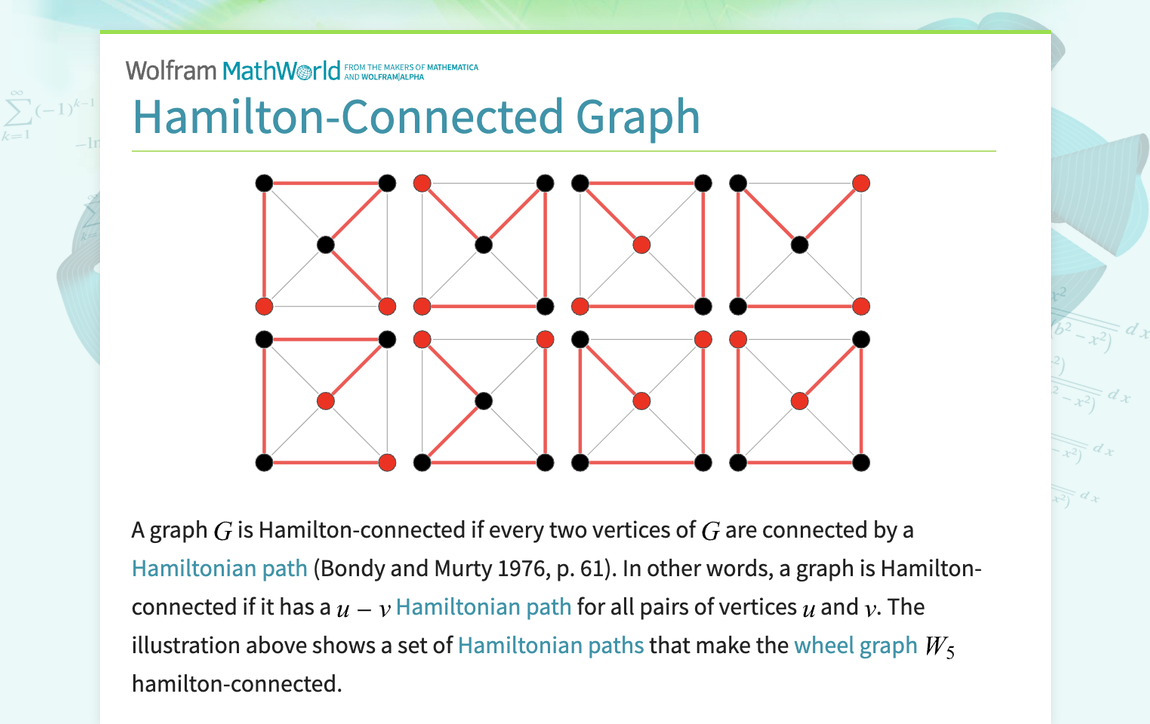 Wolfram MathWorld FROM THE MAKERS OF MATHEMATICA
AND WOLFRAM|ALPHA
Hamilton-Connected Graph
A graph G is Hamilton-connected if every two vertices of G are connected by a
Hamiltonian path (Bondy and Murty 1976, p. 61). In other words, a graph is Hamilton-
connected if it has a u – v Hamiltonian path for all pairs of vertices u and v. The
illustration above shows a set of Hamiltonian paths that make the wheel graph W₅
hamilton-connected.